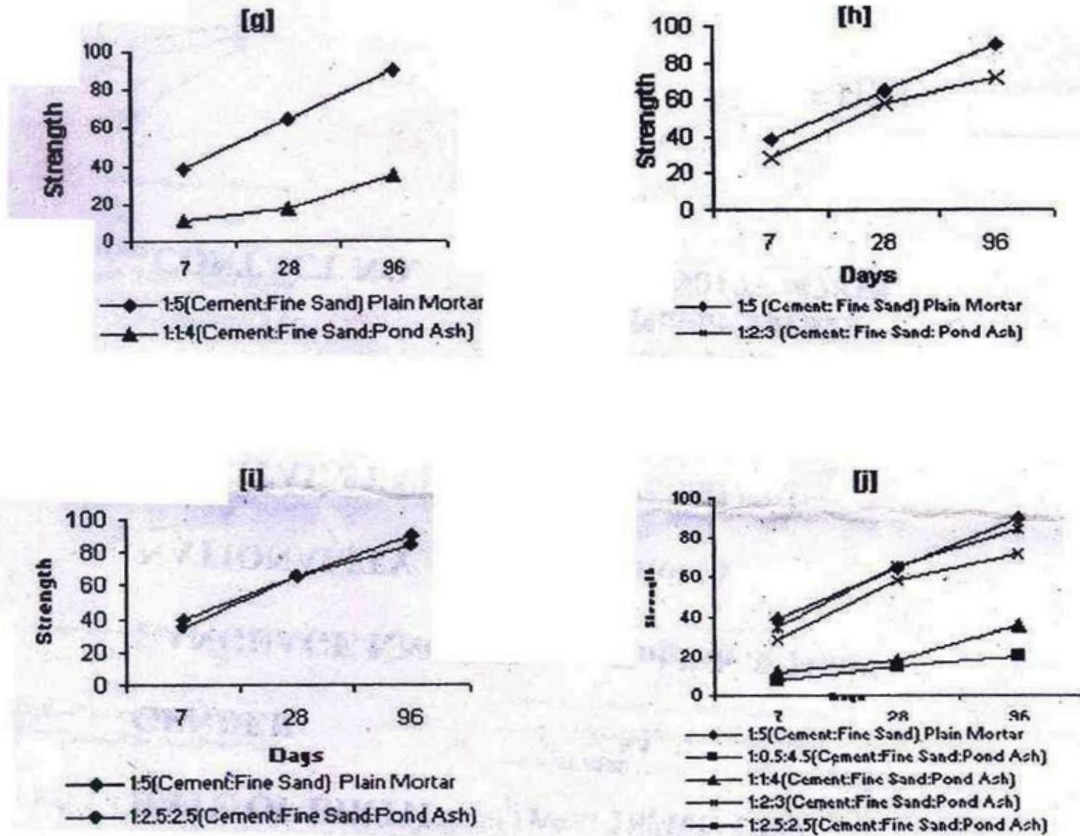 [g]
100
80
60
40
20
0
Strength
7 28 96
1:5(Cement:Fine Sand) Plain Mortar
1:1:4(Cement:Fine Sand:Pond Ash)
[h]
100
80
60
40
20
0
Strength
7 28 96
Days
1:5 (Cement: Fine Sand) Plain Mortar
1:2:3 (Cement: Fine Sand: Pond Ash)
[i]
100
80
60
40
20
0
Strength
7 28 96
Days
1:5(Cement:Fine Sand) Plain Mortar
1:2.5:2.5(Cement:Fine Sand:Pond Ash)
[j]
100
80
60
40
20
0
Strength
Days
7 28 96
1:5(Cement:Fine Sand) Plain Mortar
1:0.5:4.5(Cement:Fine Sand:Pond Ash)
1:1:4(Cement:Fine Sand:Pond Ash)
1:2:3(Cement:Fine Sand:Pond Ash)
1:2.5:2.5(Cement:Fine Sand:Pond Ash)